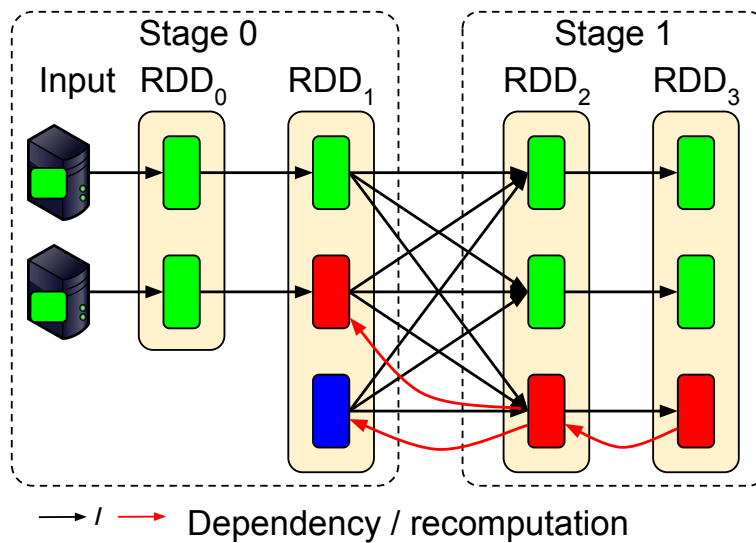 Stage 0 Stage 1
Input RDD0 RDD1 RDD2 RDD3
/ Dependency / recomputation